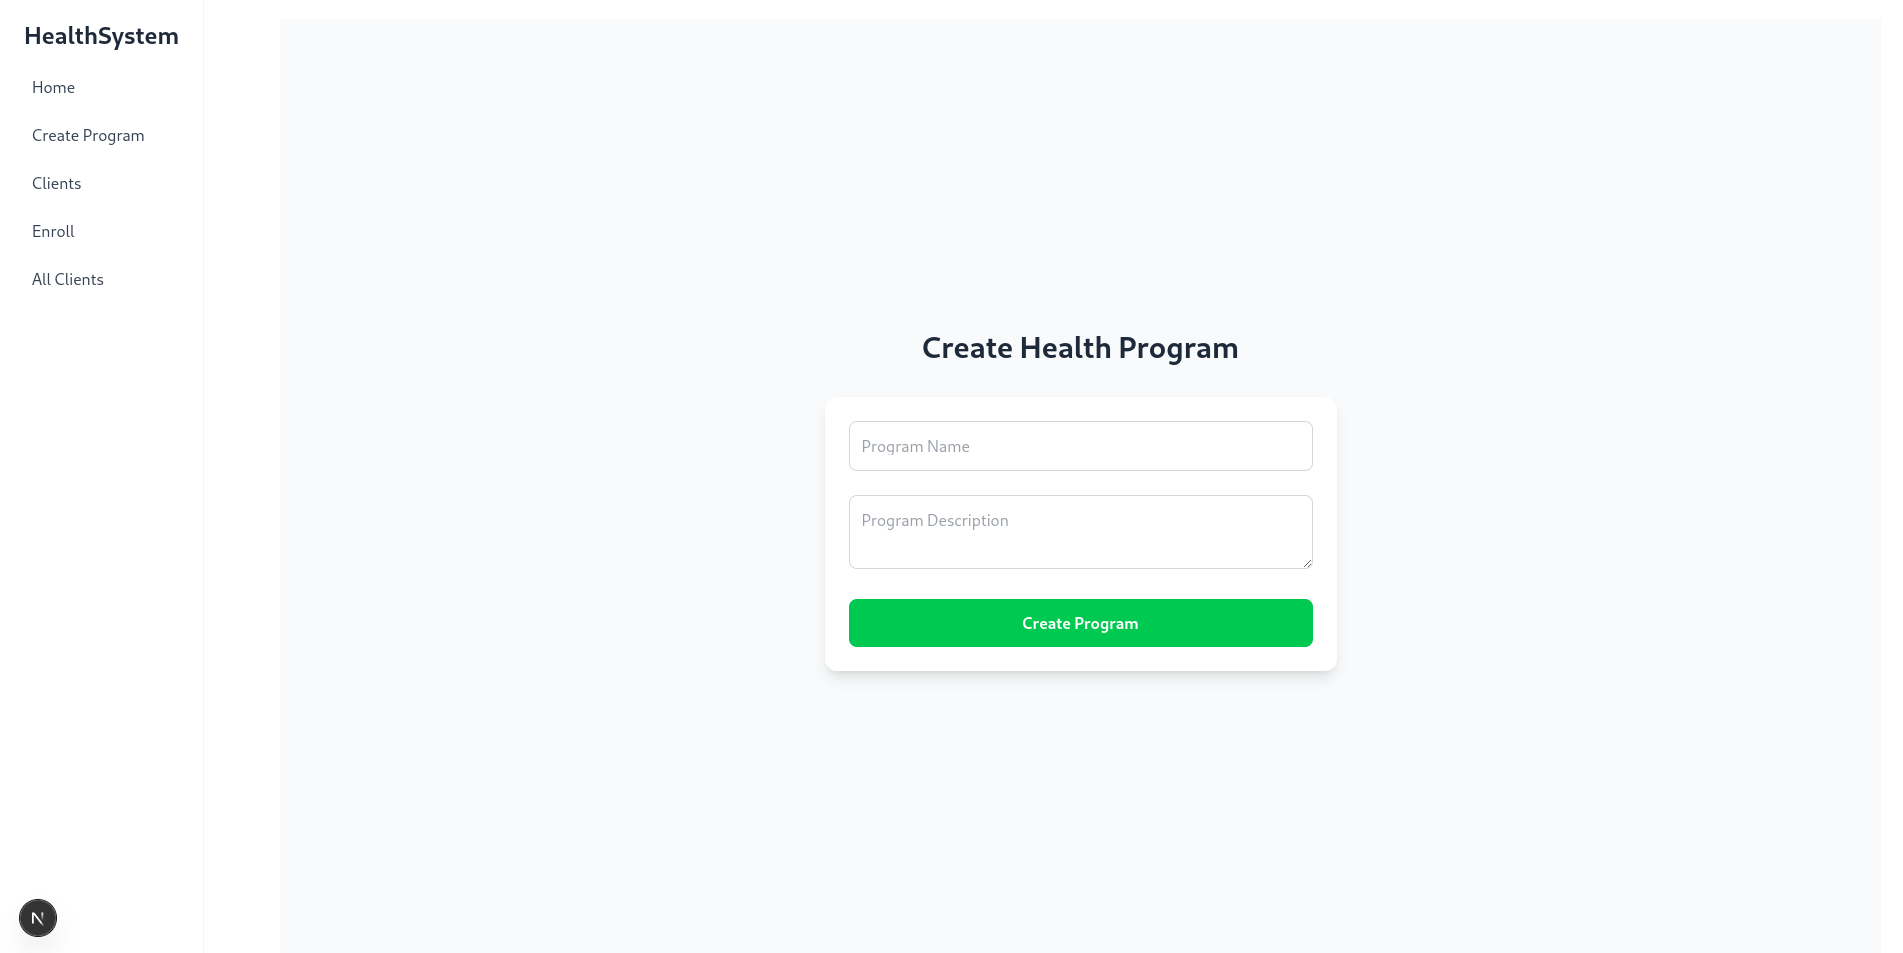 HealthSystem
Home
Create Program
Clients
Enroll
All Clients
Create Health Program
Program Name
Program Description
Create Program
N